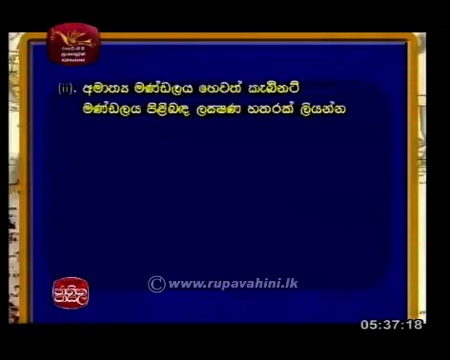 (ii). අමාත්‍ය මණ්ඩලය හෙවත් කැබිනට්
මණ්ඩලය පිළිබඳ ලක්‍ෂණ හතරක් ලියන්න
ජාතික
පාසල
© www.rupavahini.lk
05:37:18